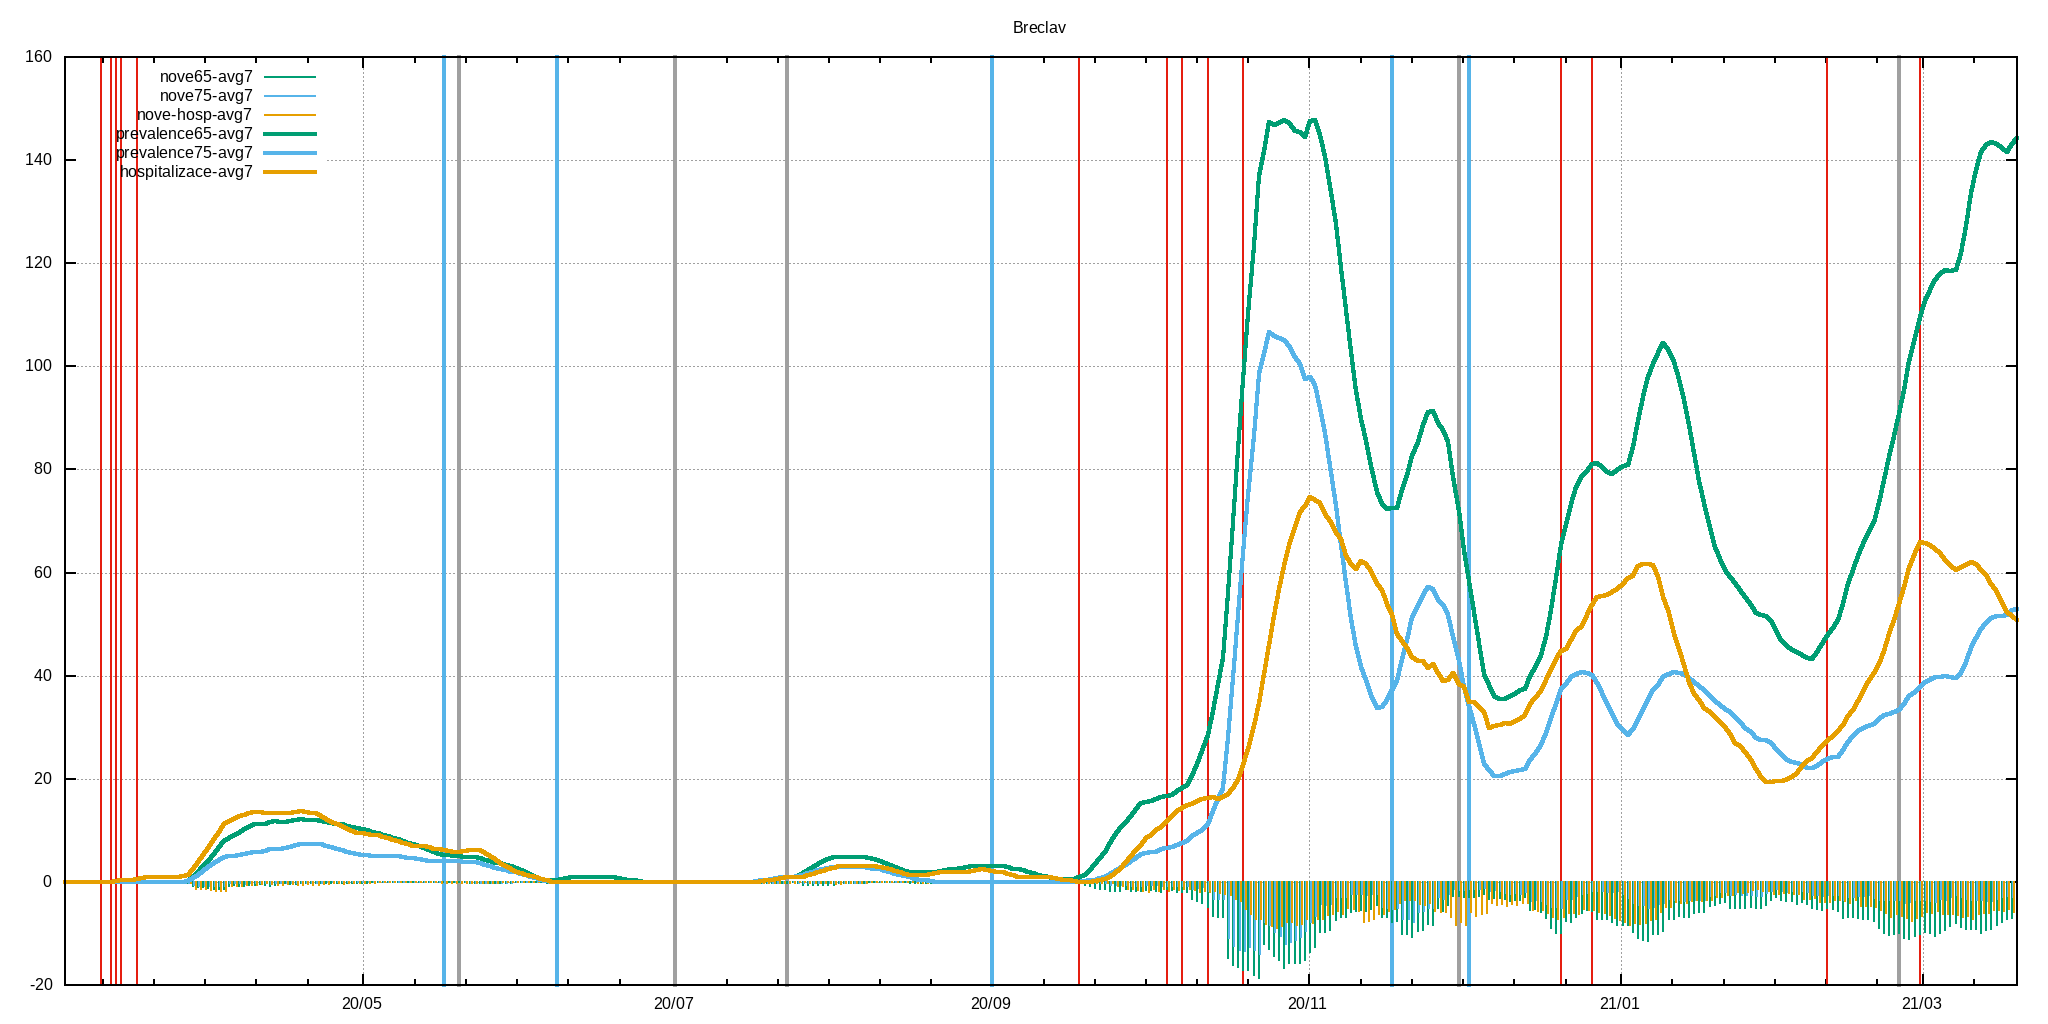 Breclav
160
140
120
100
80
60
40
20
0
-20
nove65-avg7
nove75-avg7
nove-hosp-avg7
prevalence65-avg7
prevalence75-avg7
hospitalizace-avg7
20/05
20/07
20/09
20/11
21/01
21/03